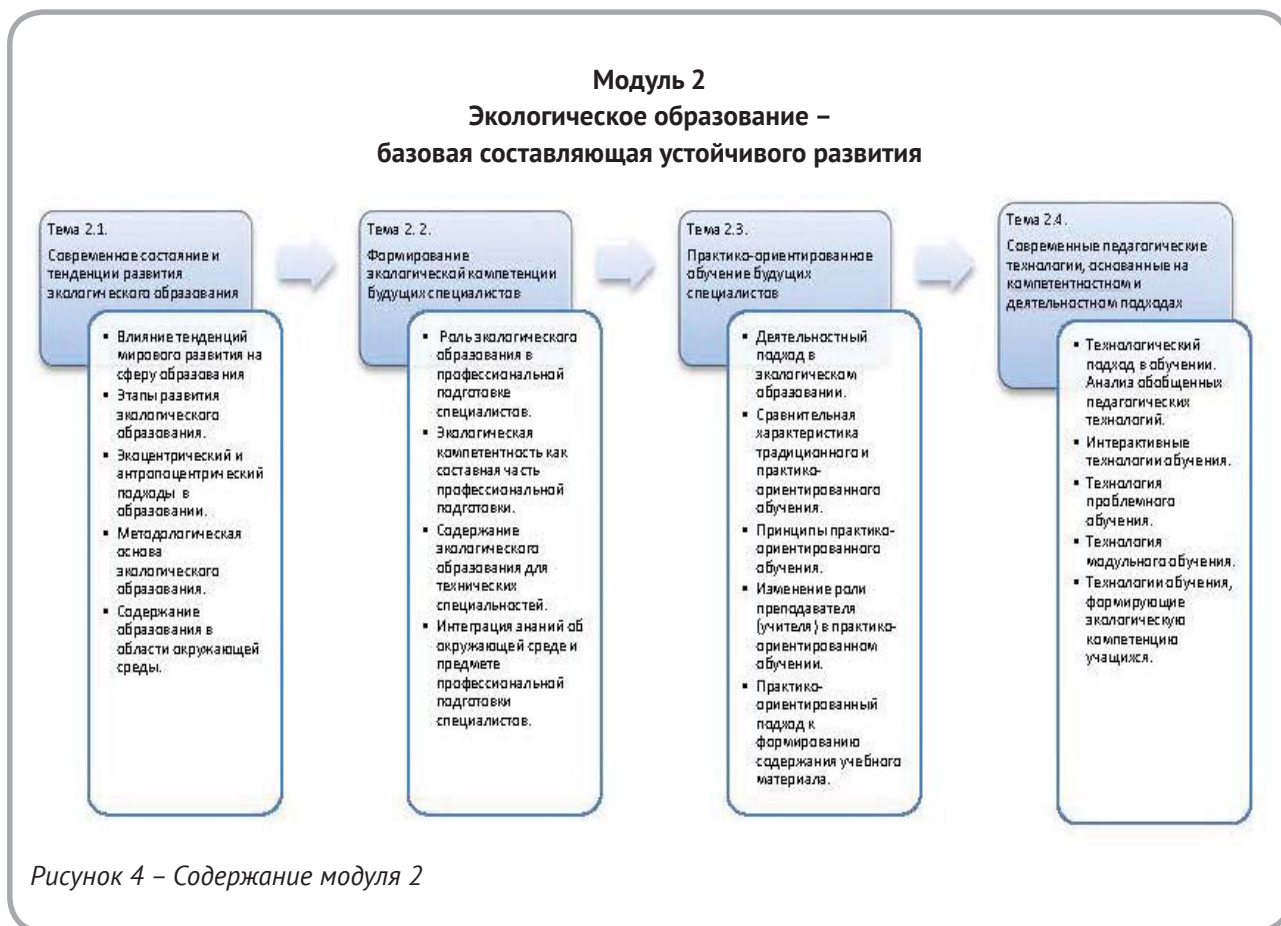 Модуль 2
Экологическое образование –
базовая составляющая устойчивого развития
Тема 2.1.
Современное состояние и
тенденции развития
экологического образования
▪ Влияние тенденций
мирового развития на
сферу образования
▪ Этапы развития
экологического
образования.
▪ Экоцентрический и
антропоцентрический
подходы в
образовании.
▪ Методологическая
основа
экологического
образования.
▪ Содержание
образования в
области окружающей
среды.
Тема 2. 2.
Формирование
экологической компетенции
будущих специалистов
▪ Роль экологического
образования в
профессиональной
подготовке
специалистов.
▪ Экологическая
компетентность как
составная часть
профессиональной
подготовки.
▪ Содержание
экологического
образования для
технических
специальностей.
▪ Интеграция знаний об
окружающей среде и
предмете
профессиональной
подготовки
специалистов.
Тема 2.3.
Практико-ориентированное
обучение будущих
специалистов
▪ Деятельностный
подход в
экологическом
образовании.
▪ Сравнительная
характеристика
традиционного и
практико-
ориентированного
обучения.
▪ Принципы практико-
ориентированного
обучения.
▪ Изменение роли
преподавателя
(учителя) в практико-
ориентированном
обучении.
▪ Практико-
ориентированный
подход к
формированию
содержания учебного
материала.
Тема 2.4.
Современные педагогические
технологии, основанные на
компетентностном и
деятельностном подходах
▪ Технологический
подход в обучении.
Анализ обобщенных
педагогических
технологий.
▪ Интерактивные
технологии обучения.
▪ Технология
проблемного
обучения.
▪ Технология
модульного обучения.
▪ Технологии обучения,
формирующие
экологическую
компетенцию
учащихся.
Рисунок 4 – Содержание модуля 2